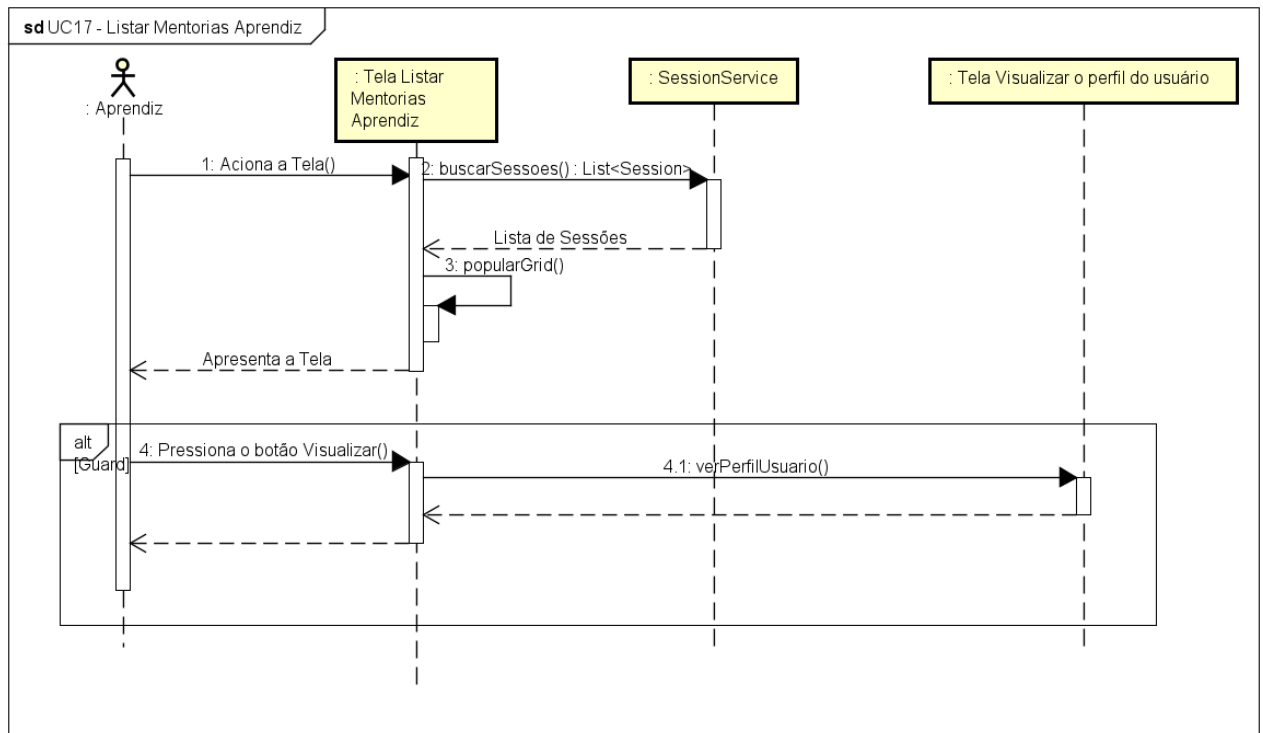 sd UC17 - Listar Mentorias Aprendiz
: Aprendiz
: Tela Listar
Mentorias
Aprendiz
: SessionService
: Tela Visualizar o perfil do usuário
1: Aciona a Tela()
2: buscarSessoes() : List<Session>
Lista de Sessões
3: popularGrid()
Apresenta a Tela
alt
[Guard]
4: Pressiona o botão Visualizar()
4.1: verPerfilUsuario()